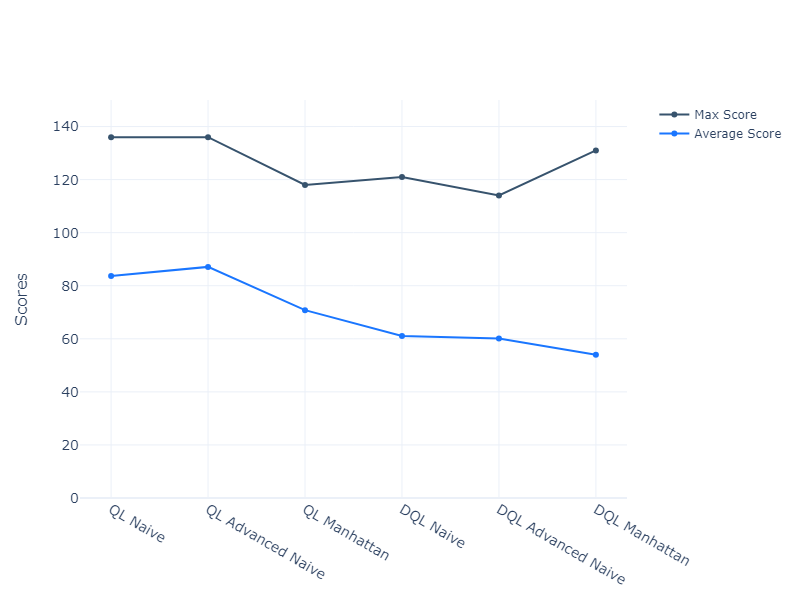 Max Score
Average Score
140
120
100
80
60
40
20
0
Scores
QL Naive
QL Advanced Naive
QL Manhattan
DQL Naive
DQL Advanced Naive
DQL Manhattan